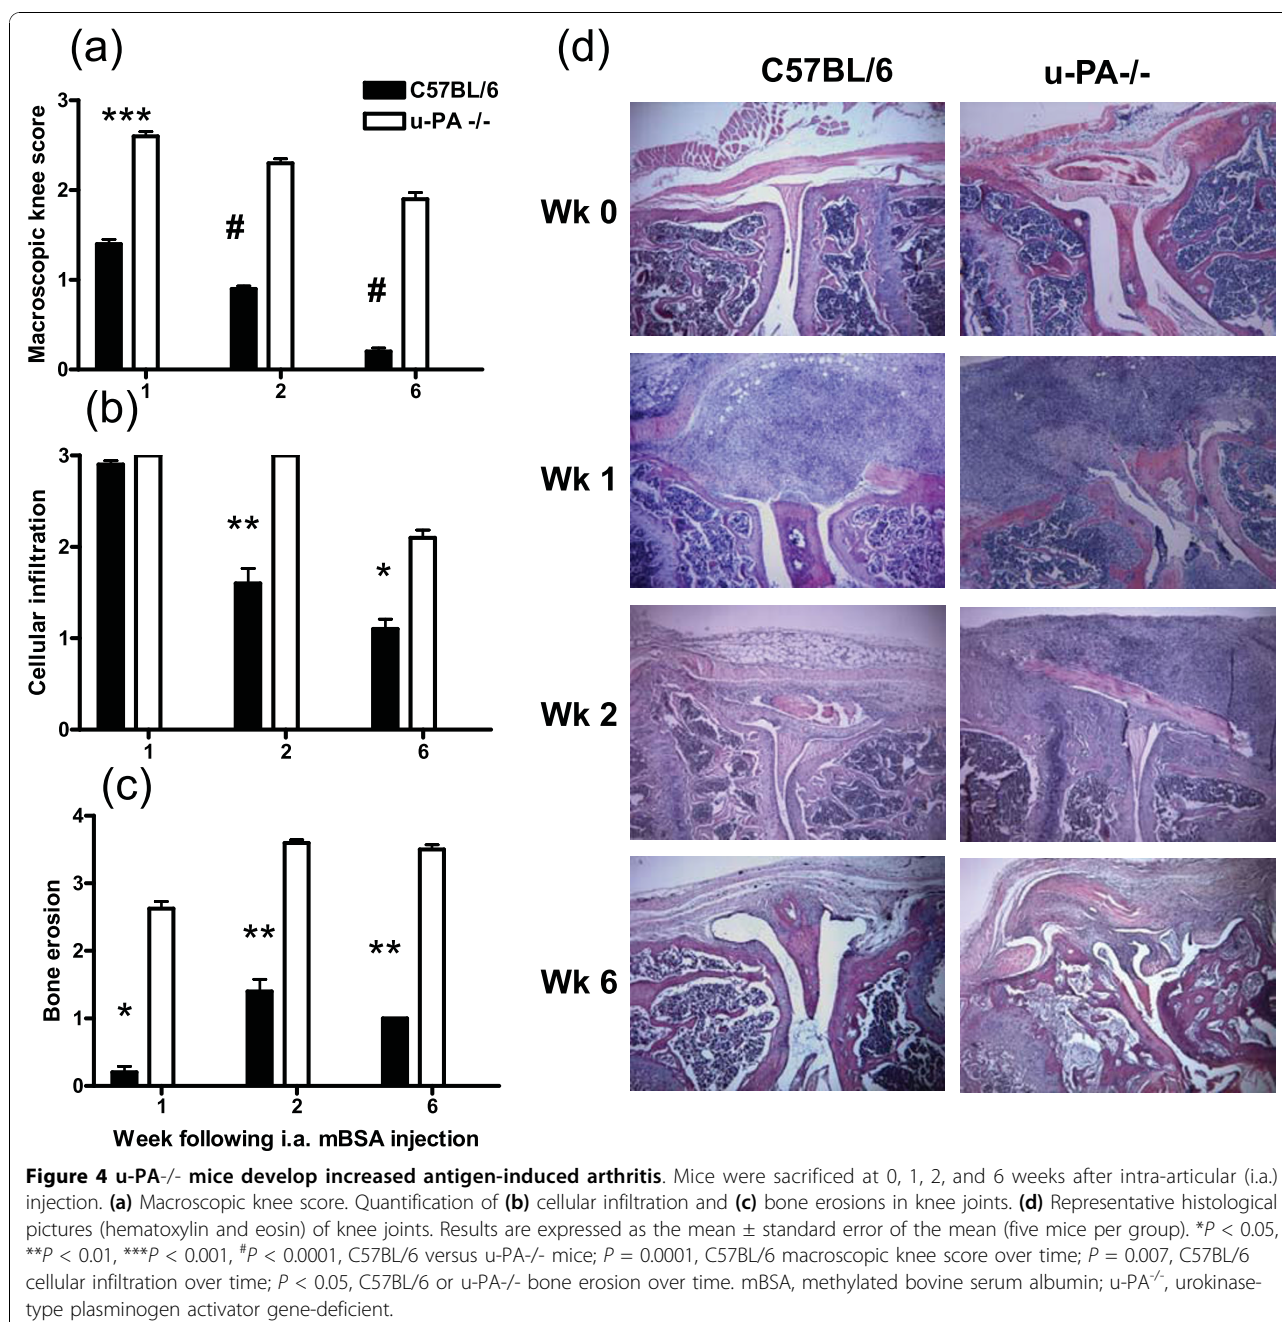 (a)
C57BL/6
u-PA -/-
Macroscopic knee score
3
2
1
0
***
#
#
1 2 6
(b)
Cellular infiltration
3
2
1
0
**
*
1 2 6
(c)
Bone erosion
4
3
2
1
0
*
**
**
1 2 6
Week following i.a. mBSA injection
(d)
C57BL/6 u-PA-/-
Wk 0
Wk 1
Wk 2
Wk 6
Figure 4 u-PA-/- mice develop increased antigen-induced arthritis. Mice were sacrificed at 0, 1, 2, and 6 weeks after intra-articular (i.a.)
injection. (a) Macroscopic knee score. Quantification of (b) cellular infiltration and (c) bone erosions in knee joints. (d) Representative histological
pictures (hematoxylin and eosin) of knee joints. Results are expressed as the mean ± standard error of the mean (five mice per group). *P < 0.05,
**P < 0.01, ***P < 0.001, #P < 0.0001, C57BL/6 versus u-PA-/- mice; P = 0.0001, C57BL/6 macroscopic knee score over time; P = 0.007, C57BL/6
cellular infiltration over time; P < 0.05, C57BL/6 or u-PA-/- bone erosion over time. mBSA, methylated bovine serum albumin; u-PA-/-, urokinase-
type plasminogen activator gene-deficient.